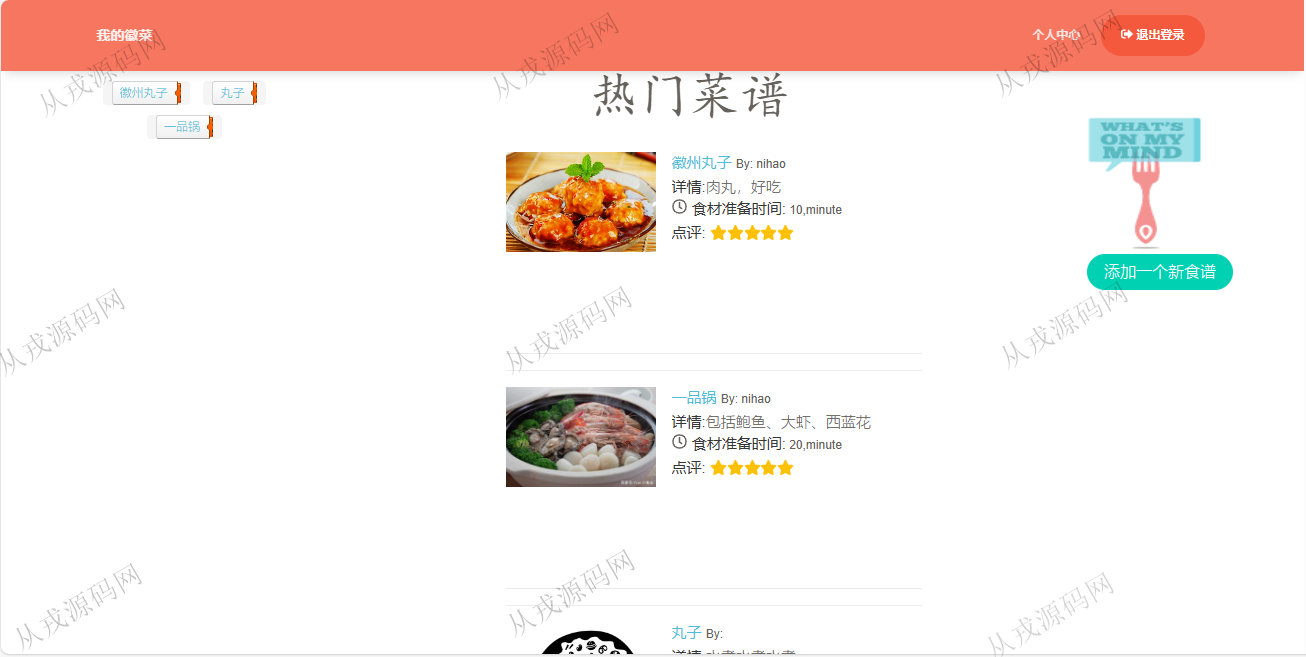 我的徽菜
个人中心
退出登录
徽州丸子
丸子
一品锅
热门菜谱
徽州丸子 By: nihao
详情:肉丸，好吃
食材准备时间: 10,minute
点评:
一品锅 By: nihao
详情:包括鲍鱼、大虾、西蓝花
食材准备时间: 20,minute
点评:
丸子 By:
WHAT'S
ON MY
MIND
添加一个新食谱
从戎源码网
从戎源码网
从戎源码网
从戎源码网
从戎源码网
从戎源码网
从戎源码网
从戎源码网
从戎源码网